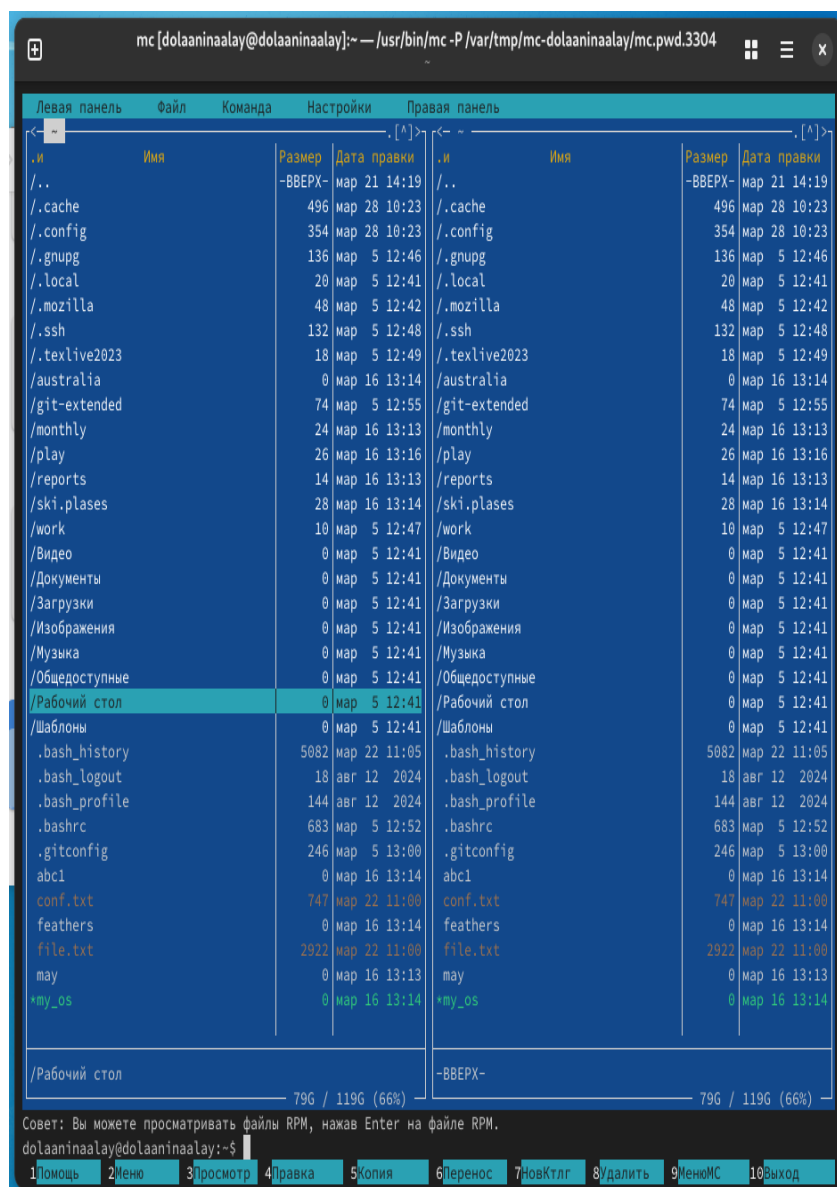 mc [dolaaninaalay@dolaaninaalay]:~ — /usr/bin/mc -P /var/tmp/mc-dolaaninaalay/mc.pwd.3304
~
Левая панель Файл Команда Настройки Правая панель
<─ ~ .[^]> <─ ~ .[^]>
.и Имя Размер Дата правки .и Имя Размер Дата правки
/.. -ВВЕРХ- мар 21 14:19 /.. -ВВЕРХ- мар 21 14:19
/.cache 496 мар 28 10:23 /.cache 496 мар 28 10:23
/.config 354 мар 28 10:23 /.config 354 мар 28 10:23
/.gnupg 136 мар 5 12:46 /.gnupg 136 мар 5 12:46
/.local 20 мар 5 12:41 /.local 20 мар 5 12:41
/.mozilla 48 мар 5 12:42 /.mozilla 48 мар 5 12:42
/.ssh 132 мар 5 12:48 /.ssh 132 мар 5 12:48
/.texlive2023 18 мар 5 12:49 /.texlive2023 18 мар 5 12:49
/australia 0 мар 16 13:14 /australia 0 мар 16 13:14
/git-extended 74 мар 5 12:55 /git-extended 74 мар 5 12:55
/monthly 24 мар 16 13:13 /monthly 24 мар 16 13:13
/play 26 мар 16 13:16 /play 26 мар 16 13:16
/reports 14 мар 16 13:13 /reports 14 мар 16 13:13
/ski.plases 28 мар 16 13:14 /ski.plases 28 мар 16 13:14
/work 10 мар 5 12:47 /work 10 мар 5 12:47
/Видео 0 мар 5 12:41 /Видео 0 мар 5 12:41
/Документы 0 мар 5 12:41 /Документы 0 мар 5 12:41
/Загрузки 0 мар 5 12:41 /Загрузки 0 мар 5 12:41
/Изображения 0 мар 5 12:41 /Изображения 0 мар 5 12:41
/Музыка 0 мар 5 12:41 /Музыка 0 мар 5 12:41
/Общедоступные 0 мар 5 12:41 /Общедоступные 0 мар 5 12:41
/Рабочий стол 0 мар 5 12:41 /Рабочий стол 0 мар 5 12:41
/Шаблоны 0 мар 5 12:41 /Шаблоны 0 мар 5 12:41
.bash_history 5082 мар 22 11:05 .bash_history 5082 мар 22 11:05
.bash_logout 18 авг 12 2024 .bash_logout 18 авг 12 2024
.bash_profile 144 авг 12 2024 .bash_profile 144 авг 12 2024
.bashrc 683 мар 5 12:52 .bashrc 683 мар 5 12:52
.gitconfig 246 мар 5 13:00 .gitconfig 246 мар 5 13:00
abc1 0 мар 16 13:14 abc1 0 мар 16 13:14
conf.txt 747 мар 22 11:00 conf.txt 747 мар 22 11:00
feathers 0 мар 16 13:14 feathers 0 мар 16 13:14
file.txt 2922 мар 22 11:00 file.txt 2922 мар 22 11:00
may 0 мар 16 13:13 may 0 мар 16 13:13
*my_os 0 мар 16 13:14 *my_os 0 мар 16 13:14
/Рабочий стол -ВВЕРХ-
79G / 119G (66%) 79G / 119G (66%)
Совет: Вы можете просматривать файлы RPM, нажав Enter на файле RPM.
dolaaninaalay@dolaaninaalay:~$
1Помощь 2Меню 3Просмотр 4Правка 5Копия 6Перенос 7НовКтлг 8Удалить 9МенюМС 10Выход